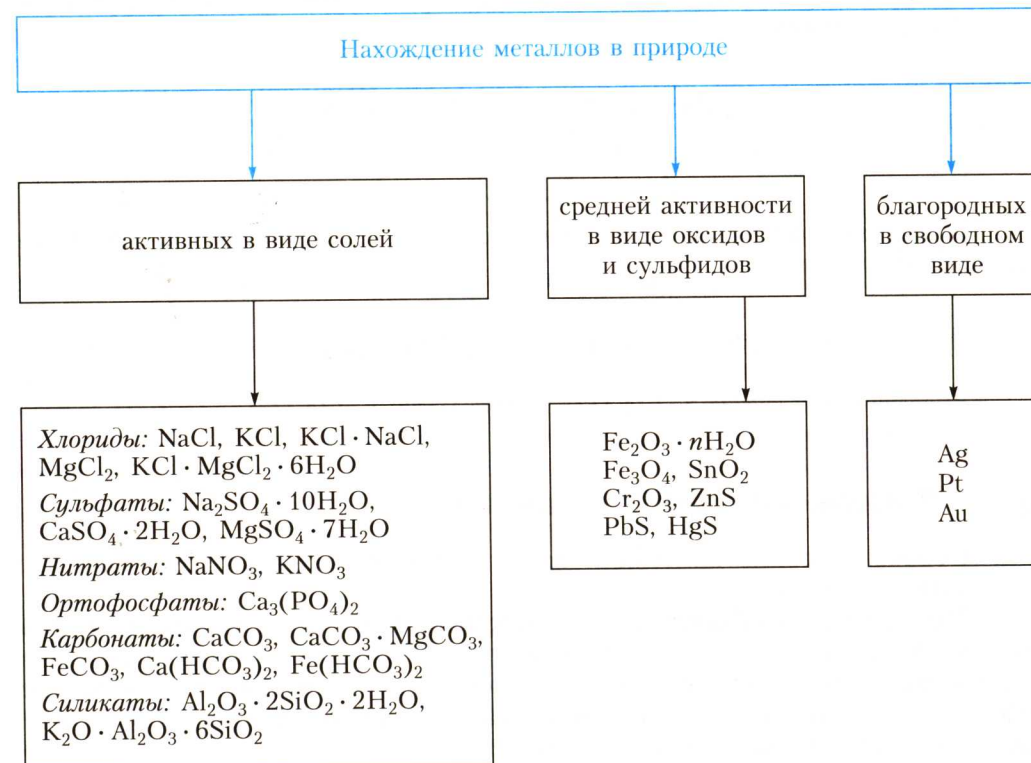 Нахождение металлов в природе
активных в виде солей
средней активности
в виде оксидов
и сульфидов
благородных
в свободном
виде
Хлориды: NaCl, KCl, KCl · NaCl,
MgCl₂, KCl · MgCl₂ · 6H₂O
Сульфаты: Na₂SO₄ · 10H₂O,
CaSO₄ · 2H₂O, MgSO₄ · 7H₂O
Нитраты: NaNO₃, KNO₃
Ортофосфаты: Ca₃(PO₄)₂
Карбонаты: CaCO₃, CaCO₃ · MgCO₃,
FeCO₃, Ca(HCO₃)₂, Fe(HCO₃)₂
Силикаты: Al₂O₃ · 2SiO₂ · 2H₂O,
K₂O · Al₂O₃ · 6SiO₂
Fe₂O₃ · nH₂O
Fe₃O₄, SnO₂
Cr₂O₃, ZnS
PbS, HgS
Ag
Pt
Au